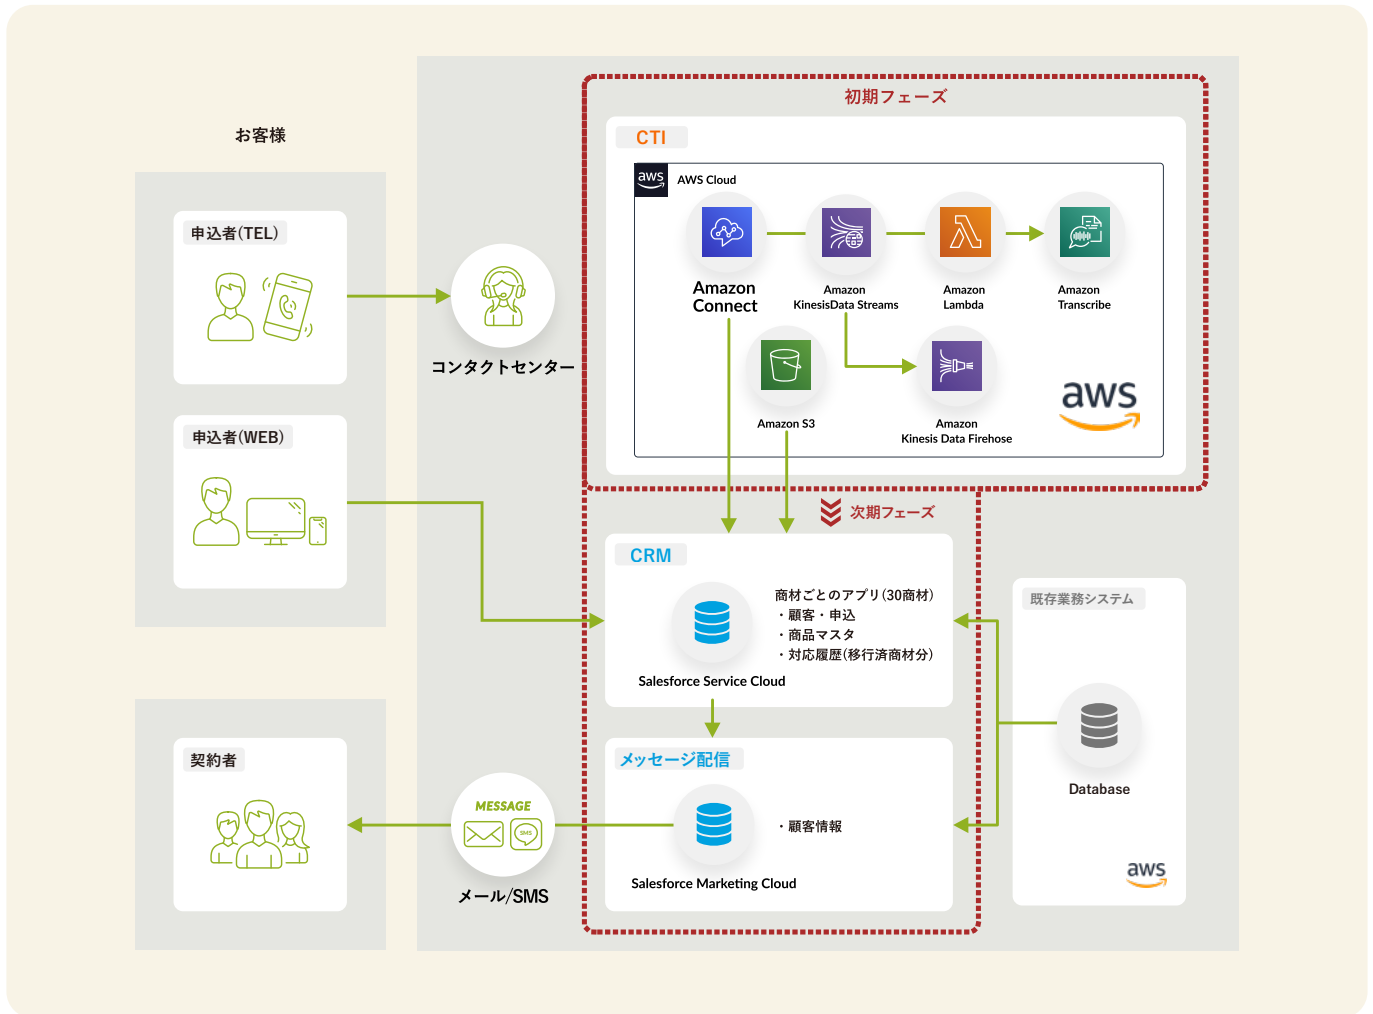 お客様
申込者(TEL)
申込者(WEB)
契約者
コンタクトセンター
MESSAGE
SMS
メール/SMS
初期フェーズ
CTI
aws
AWS Cloud
Amazon
Connect
Amazon
KinesisData Streams
Amazon
Lambda
Amazon
Transcribe
Amazon S3
Amazon
Kinesis Data Firehose
aws
次期フェーズ
CRM
Salesforce Service Cloud
商材ごとのアプリ(30商材)
・顧客・申込
・商品マスタ
・対応履歴(移行済商材分)
メッセージ配信
Salesforce Marketing Cloud
・顧客情報
既存業務システム
Database
aws